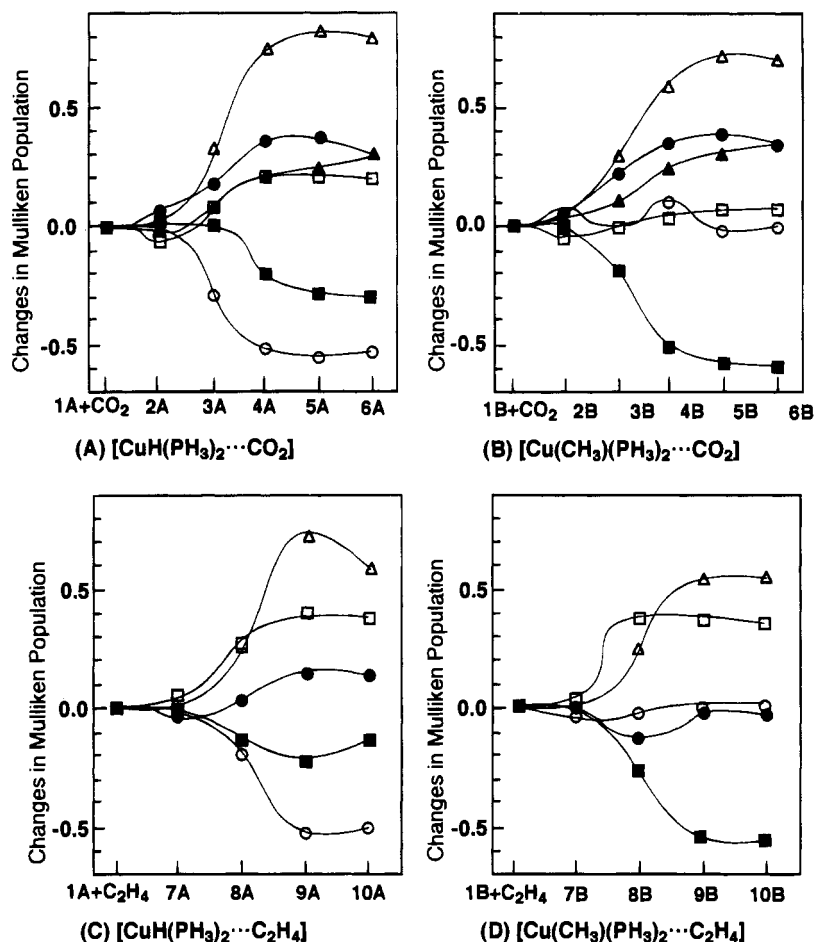 Changes in Mulliken Population
0.5
0.0
-0.5
1A+CO₂ 2A 3A 4A 5A 6A
(A) [CuH(PH₃)₂···CO₂]
Changes in Mulliken Population
0.5
0.0
-0.5
1B+CO₂ 2B 3B 4B 5B 6B
(B) [Cu(CH₃)(PH₃)₂···CO₂]
Changes in Mulliken Population
0.5
0.0
-0.5
1A+C₂H₄ 7A 8A 9A 10A
(C) [CuH(PH₃)₂···C₂H₄]
Changes in Mulliken Population
0.5
0.0
-0.5
1B+C₂H₄ 7B 8B 9B 10B
(D) [Cu(CH₃)(PH₃)₂···C₂H₄]